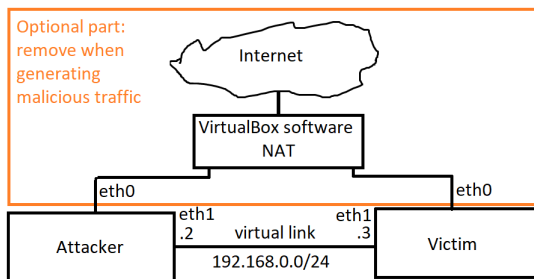 Optional part:
remove when
generating
malicious traffic
Internet
VirtualBox software
NAT
eth0
eth0
eth1
.2
virtual link
eth1
.3
Attacker
Victim
192.168.0.0/24